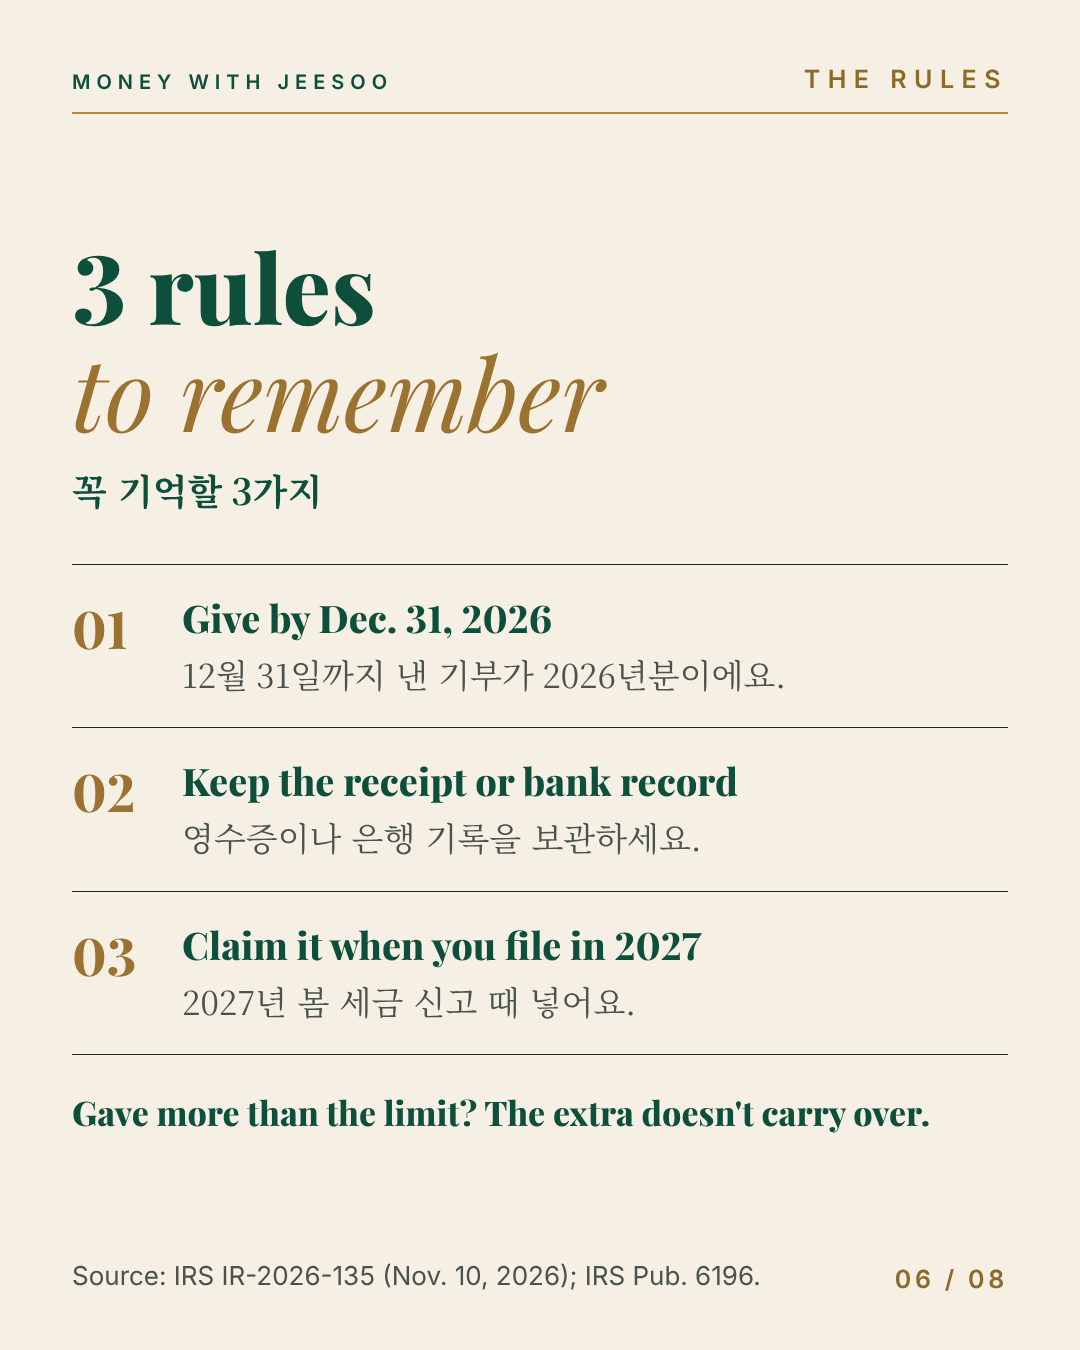 MONEY WITH JEESOO
THE RULES
3 rules
to remember
꼭 기억할 3가지
01
Give by Dec. 31, 2026
12월 31일까지 낸 기부가 2026년분이에요.
02
Keep the receipt or bank record
영수증이나 은행 기록을 보관하세요.
03
Claim it when you file in 2027
2027년 봄 세금 신고 때 넣어요.
Gave more than the limit? The extra doesn't carry over.
Source: IRS IR-2026-135 (Nov. 10, 2026); IRS Pub. 6196.
06 / 08